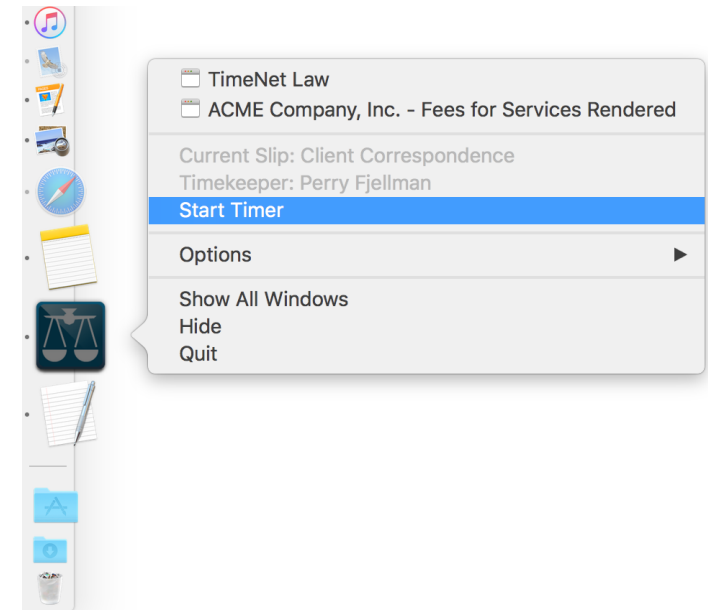 TimeNet Law
ACME Company, Inc. - Fees for Services Rendered
Current Slip: Client Correspondence
Timekeeper: Perry Fjellman
Start Timer
Options
Show All Windows
Hide
Quit